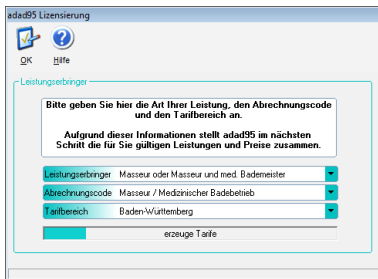 adad95 Lizensierung
OK Hilfe
Leistungserbringer
Bitte geben Sie hier die Art Ihrer Leistung, den Abrechnungscode
und den Tarifbereich an.
Aufgrund dieser Informationen stellt adad95 im nächsten
Schritt die für Sie gültigen Leistungen und Preise zusammen.
Leistungserbringer Masseur oder Masseur und med. Bademeister
Abrechnungscode Masseur / Medizinischer Badebetrieb
Tarifbereich Baden-Württemberg
erzeuge Tarife